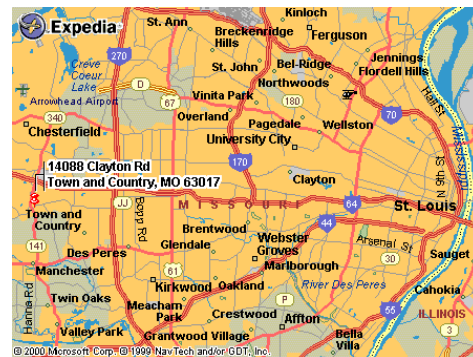 Expedia
St. Ann
Kinloch
Breckenridge
Hills
Ferguson
270
Creve
Coeur
Lake
St. John
Bel-Ridge
Jennings
Flordell Hills
Northwoods
D
Arrowhead Airport
67
Vinita Park
180
Hall St
Overland
70
340
Chesterfield
Pagedale
Wellston
University City
Mississippi
N 9th St
170
14088 Clayton Rd
Town and Country, MO 63017
Clayton
JJ
MISSOURI
64
St. Louis
Town and
Country
Bopp Rd
44
141
Brentwood
Webster
Groves
Arsenal St
Des Peres
Glendale
30
Sauget
Manchester
61
Marlborough
Hanna Rd
Kirkwood
Oakland
River Des Peres
Cahokia
Twin Oaks
P
Meacham
Park
Crestwood
Affton
55
ILLINOIS
3
Valley Park
Grantwood Village
Bella
Villa
© 2000 Microsoft Corp. © 1999 NavTech and/or GDT, Inc.